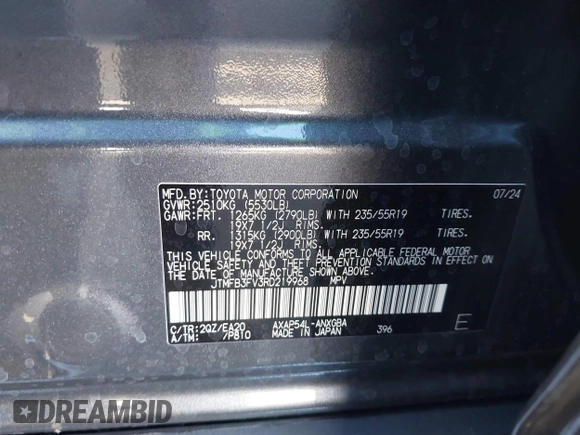 MFD.BY:TOYOTA MOTOR CORPORATION 07/24
GVWR:2510KG (5530LB)
GAWR:FRT. 1265KG (2790LB) WITH 235/55R19 TIRES.
19X7 1/2J RIMS.
RR. 1315KG (2900LB) WITH 235/55R19 TIRES.
19X7 1/2J RIMS.
THIS VEHICLE CONFORMS TO ALL APPLICABLE FEDERAL MOTOR
VEHICLE SAFETY AND THEFT PREVENTION STANDARDS IN EFFECT
ON THE DATE OF MANUFACTURE SHOWN ABOVE.
JTMFB3FV3RD219968 MPV
C/TR:2QZ/EA20 AXAP54L-ANXGBA 396 E
A/TM: /P810 MADE IN JAPAN
DREAMBID